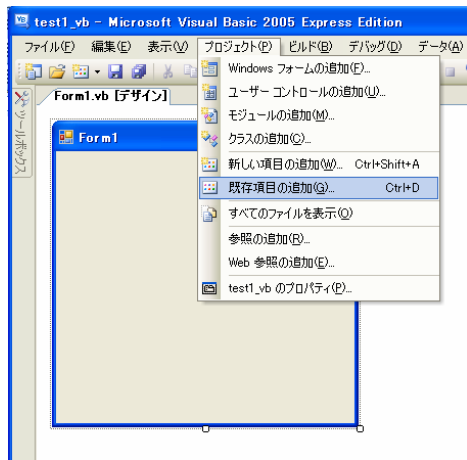 test1_vb - Microsoft Visual Basic 2005 Express Edition
ファイル(F) 編集(E) 表示(V) プロジェクト(P) ビルド(B) デバッグ(D) データ(A)
Form1.vb [デザイン]
ツールボックス
Form1
Windows フォームの追加(F)...
ユーザー コントロールの追加(U)...
モジュールの追加(M)...
クラスの追加(C)...
新しい項目の追加(W)... Ctrl+Shift+A
既存項目の追加(G)... Ctrl+D
すべてのファイルを表示(O)
参照の追加(R)...
Web 参照の追加(E)...
test1_vb のプロパティ(P)...